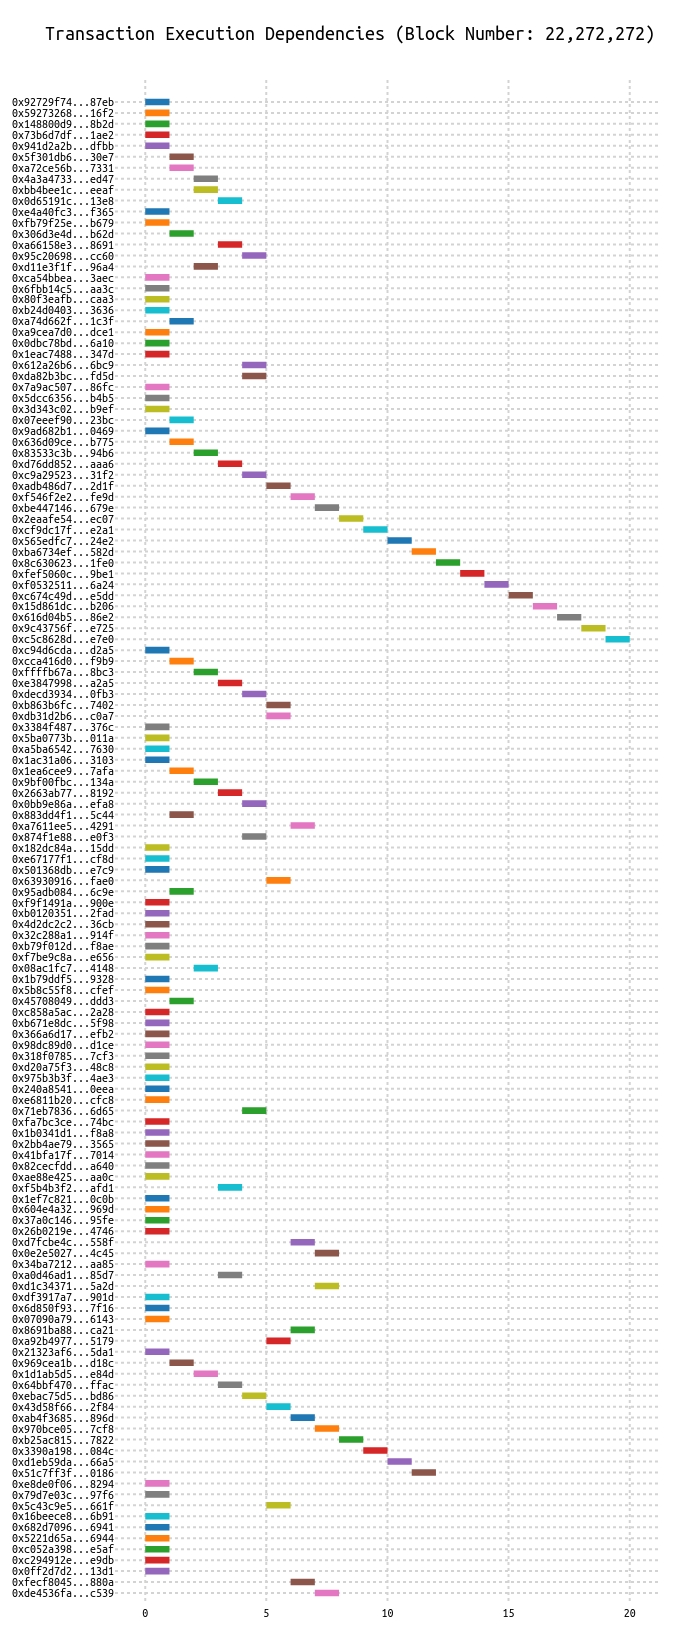 Transaction Execution Dependencies (Block Number: 22,272,272)
0x92729f74...87eb
0x59273268...16f2
0x148800d9...8b2d
0x73b6d7df...1ae2
0x941d2a2b...dfbb
0x5f301db6...30e7
0xa72ce56b...7331
0x4a3a4733...ed47
0xbb4bee1c...eeaf
0x0d65191c...13e8
0xe4a40fc3...f365
0xfb79f25e...b679
0x306d3e4d...b62d
0xa66158e3...8691
0x95c20698...cc60
0xd11e3f1f...96a4
0xca54bbea...3aec
0x6fbb14c5...aa3c
0x80f3eafb...caa3
0xb24d0403...3636
0xa74d662f...1c3f
0xa9cea7d0...dce1
0x0dbc78bd...6a10
0x1eac7488...347d
0x612a26b6...6bc9
0xda82b3bc...fd5d
0x7a9ac507...86fc
0x5dcc6356...b4b5
0x3d343c02...b9ef
0x07eeef90...23bc
0x9ad682b1...0469
0x636d09ce...b775
0x83533c3b...94b6
0xd76dd852...aaa6
0xc9a29523...31f2
0xadb486d7...2d1f
0xf546f2e2...fe9d
0xbe447146...679e
0x2eaafe54...ec07
0xcf9dc17f...e2a1
0x565edfc7...24e2
0xba6734ef...582d
0x8c630623...1fe0
0xfef5060c...9be1
0xf0532511...6a24
0xc674c49d...e5dd
0x15d861dc...b206
0x616d04b5...86e2
0x9c43756f...e725
0xc5c8628d...e7e0
0xc94d6cda...d2a5
0xcca416d0...f9b9
0xffffb67a...8bc3
0xe3847998...a2a5
0xdecd3934...0fb3
0xb863b6fc...7402
0xdb31d2b6...c0a7
0x3384f487...376c
0x5ba0773b...011a
0xa5ba6542...7630
0x1ac31a06...3103
0x1ea6cee9...7afa
0x9bf00fbc...134a
0x2663ab77...8192
0x0bb9e86a...efa8
0x883dd4f1...5c44
0xa7611ee5...4291
0x874f1e88...e0f3
0x182dc84a...15dd
0xe67177f1...cf8d
0x501368db...e7c9
0x63930916...fae0
0x95adb084...6c9e
0xf9f1491a...900e
0xb0120351...2fad
0x4d2dc2c2...36cb
0x32c288a1...914f
0xb79f012d...f8ae
0xf7be9c8a...e656
0x08ac1fc7...4148
0x1b79ddf5...9328
0x5b8c55f8...cfef
0x45708049...ddd3
0xc858a5ac...2a28
0xb671e8dc...5f98
0x366a6d17...efb2
0x98dc89d0...d1ce
0x318f0785...7cf3
0xd20a75f3...48c8
0x975b3b3f...4ae3
0x240a8541...0eea
0xe6811b20...cfc8
0x71eb7836...6d65
0xfa7bc3ce...74bc
0x1b0341d1...f8a8
0x2bb4ae79...3565
0x41bfa17f...7014
0x82cecfdd...a640
0xae88e425...aa0c
0xf5b4b3f2...afd1
0x1ef7c821...0c0b
0x604e4a32...969d
0x37a0c146...95fe
0x26b0219e...4746
0xd7fcbe4c...558f
0x0e2e5027...4c45
0x34ba7212...aa85
0xa0d46ad1...85d7
0xd1c34371...5a2d
0xdf3917a7...901d
0x6d850f93...7f16
0x07090a79...6143
0x8691ba88...ca21
0xa92b4977...5179
0x21323af6...5da1
0x969cea1b...d18c
0x1d1ab5d5...e84d
0x64bbf470...ffac
0xebac75d5...bd86
0x43d58f66...2f84
0xab4f3685...896d
0x970bce05...7cf8
0xb25ac815...7822
0x3390a198...084c
0xd1eb59da...66a5
0x51c7ff3f...0186
0xe8de0f06...8294
0x79d7e03c...97f6
0x5c43c9e5...661f
0x16beece8...6b91
0x682d7096...6941
0x5221d65a...6944
0xc052a398...e5af
0xc294912e...e9db
0x0ff2d7d2...13d1
0xfecf8045...880a
0xde4536fa...c539
0 5 10 15 20